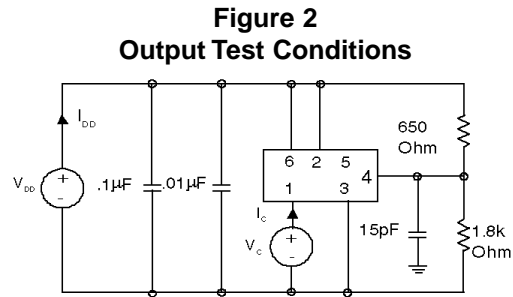 Figure 2
Output Test Conditions
I DD
V DD
+
-
.1µF
.01µF
6 2 5
4
1 3
I C
V C
+
-
15pF
650
Ohm
1.8k
Ohm